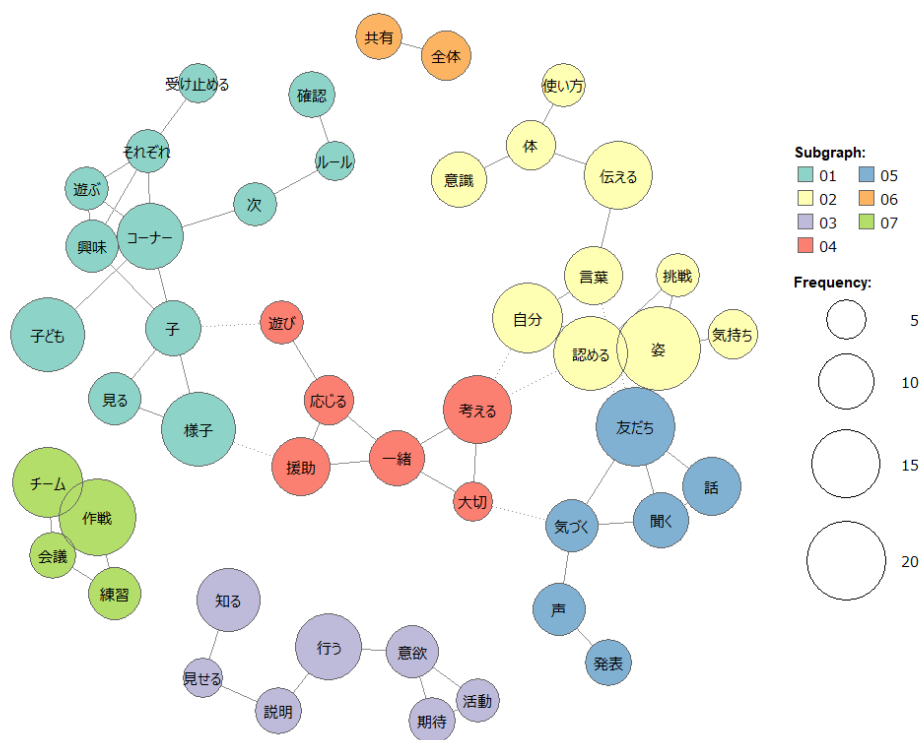 共有
全体
受け止める
確認
使い方
それぞれ
ルール
体
遊ぶ
意識
伝える
次
コーナー
興味
言葉
挑戦
子ども
子
遊び
自分
認める
姿
気持ち
見る
応じる
考える
様子
友だち
援助
一緒
チーム
大切
話
作戦
気づく
聞く
会議
練習
知る
声
行う
意欲
発表
見せる
説明
活動
期待
Subgraph:
01 05
02 06
03 07
04
Frequency:
5
10
15
20